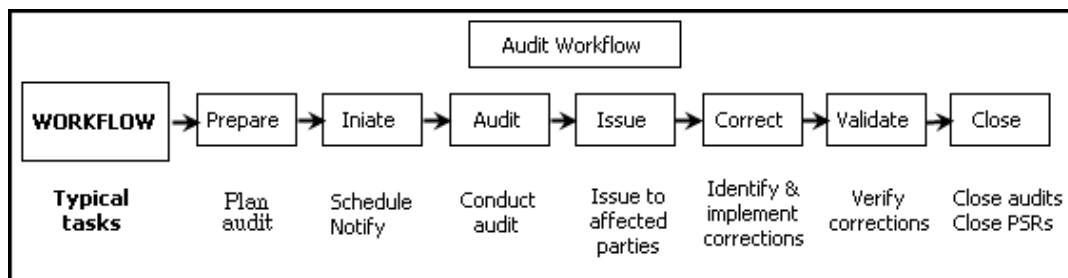 Audit Workflow
WORKFLOW
Prepare
Iniate
Audit
Issue
Correct
Validate
Close
Typical
tasks
Plan
audit
Schedule
Notify
Conduct
audit
Issue to
affected
parties
Identify &
implement
corrections
Verify
corrections
Close audits
Close PSRs